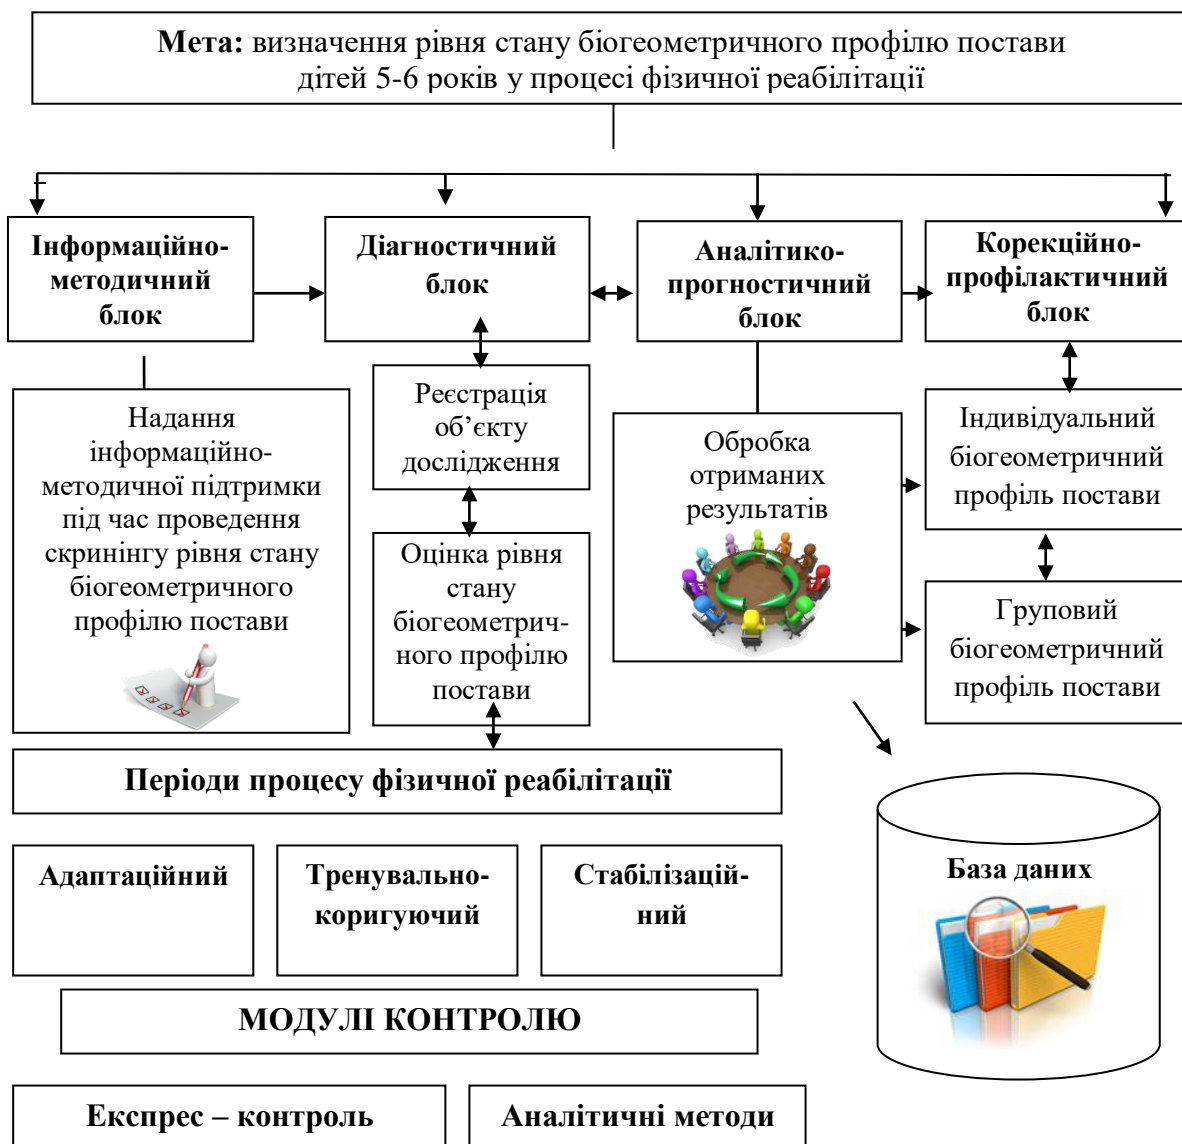 Мета: визначення рівня стану біогеометричного профілю постави
дітей 5-6 років у процесі фізичної реабілітації
Інформаційно-
методичний
блок
Діагностичний
блок
Аналітико-
прогностичний
блок
Корекційно-
профілактичний
блок
Надання
інформаційно-
методичної підтримки
під час проведення
скринінгу рівня стану
біогеометричного
профілю постави
Реєстрація
об’єкту
дослідження
Оцінка рівня
стану
біогеометрич-
ного профілю
постави
Обробка
отриманих
результатів
Індивідуальний
біогеометричний
профіль постави
Груповий
біогеометричний
профіль постави
Періоди процесу фізичної реабілітації
Адаптаційний
Тренувально-
коригуючий
Стабілізацій-
ний
База даних
МОДУЛІ КОНТРОЛЮ
Експрес – контроль
Аналітичні методи